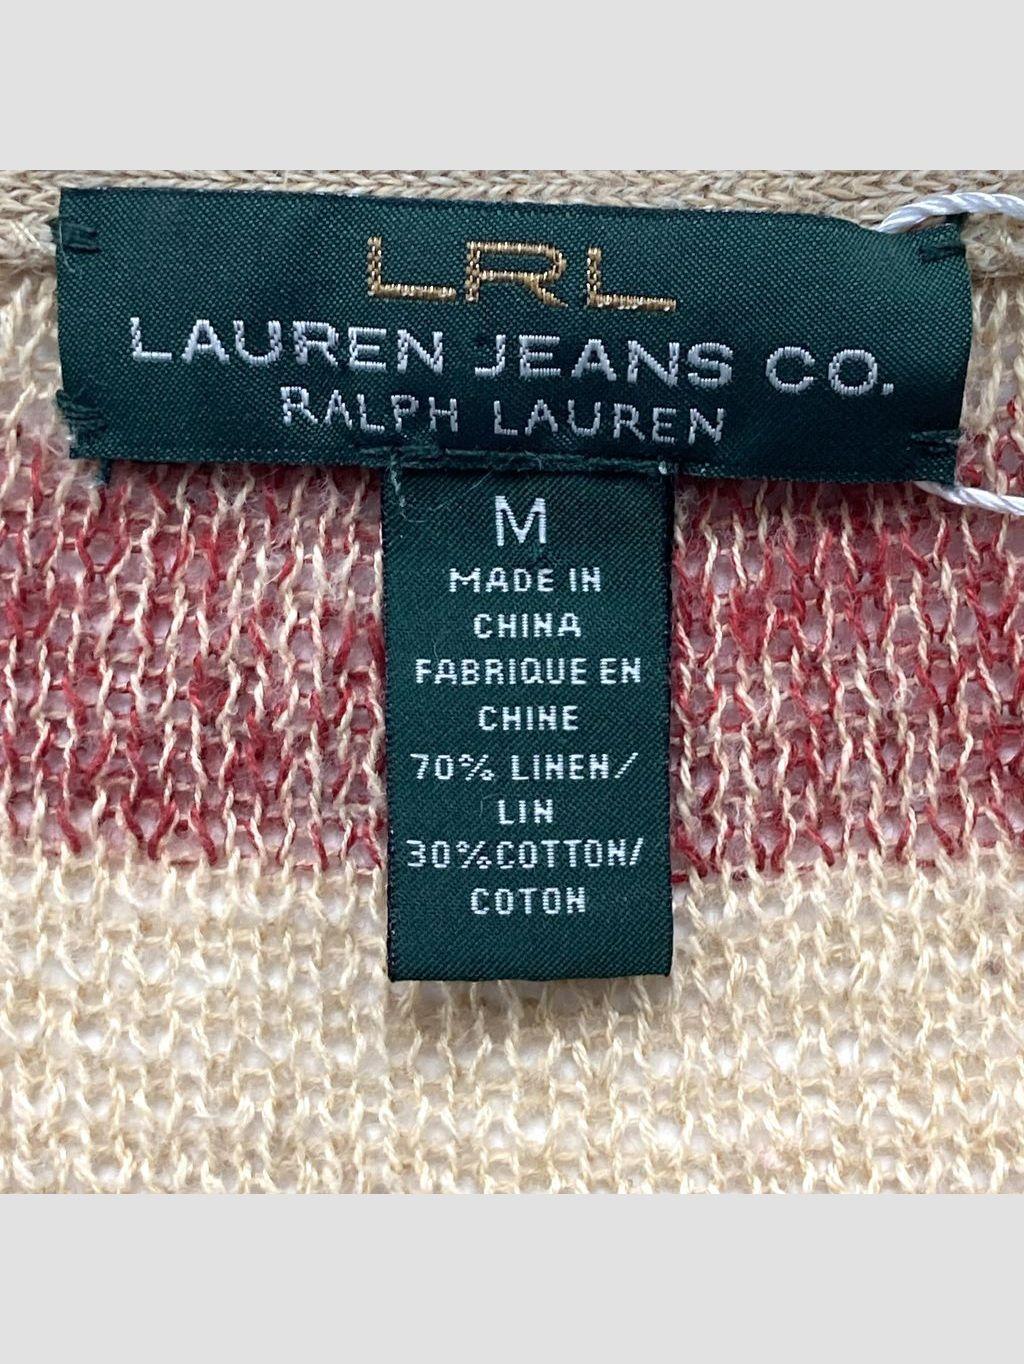 LRL
LAUREN JEANS CO.
RALPH LAUREN
M
MADE IN
CHINA
FABRIQUE EN
CHINE
70% LINEN/
LIN
30%COTTON/
COTON